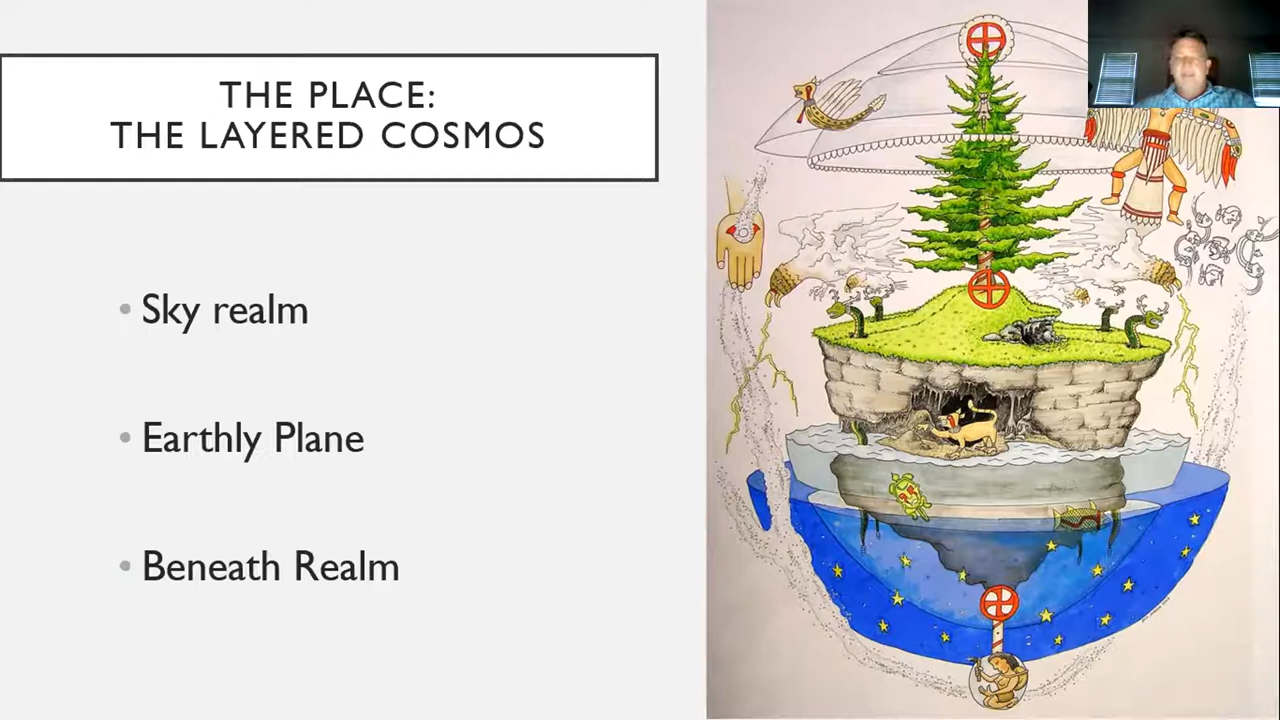 THE PLACE:
THE LAYERED COSMOS
• Sky realm
• Earthly Plane
• Beneath Realm